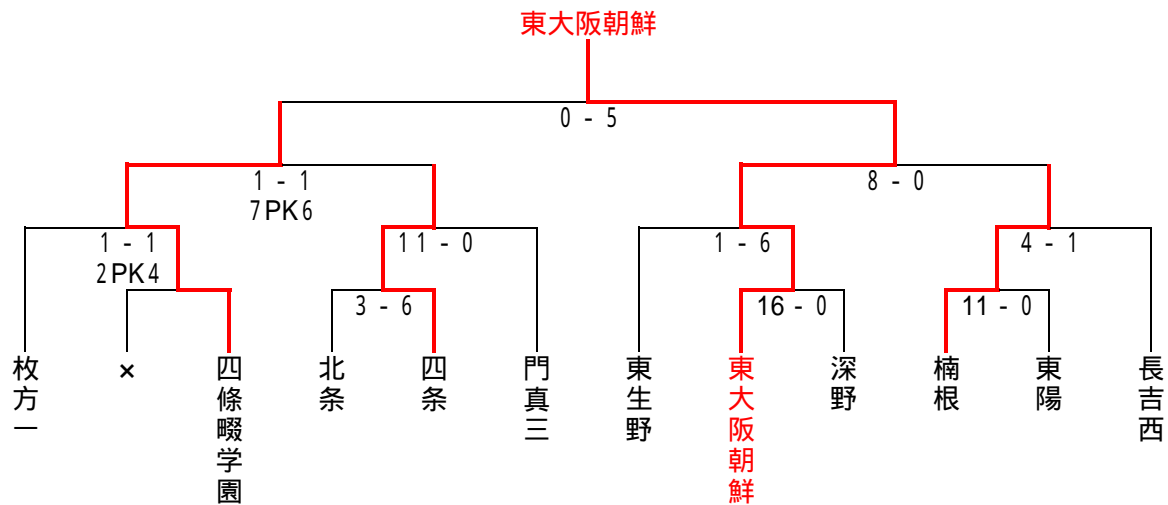 東大阪朝鮮
0 - 5
1 - 1
7PK6
8 - 0
1 - 1
2PK4
11 - 0
1 - 6
4 - 1
3 - 6
16 - 0
11 - 0
枚方一
×
四條畷学園
北条
四条
門真三
東生野
東大阪朝鮮
深野
楠根
東陽
長吉西